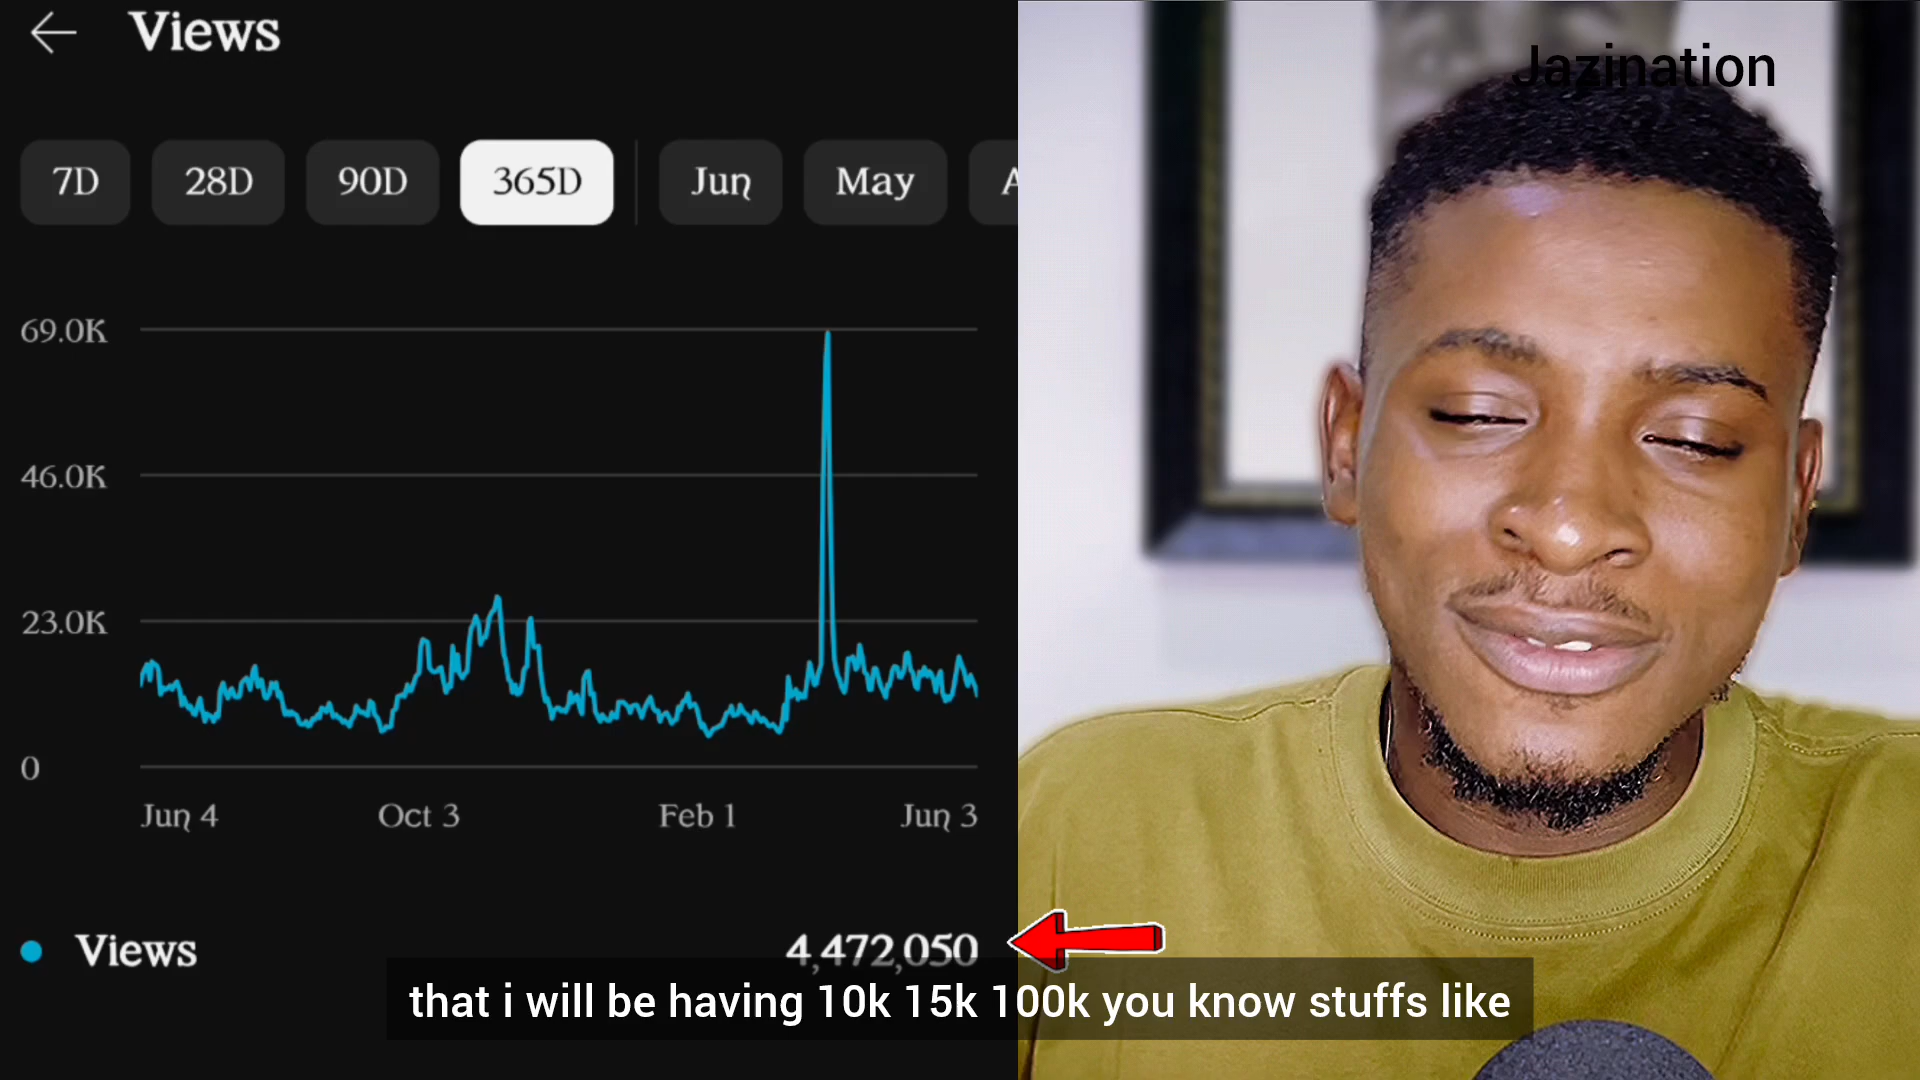 Views
7D 28D 90D 365D Jun May A
69.0K
46.0K
23.0K
0
Jun 4 Oct 3 Feb 1 Jun 3
Views 4,472,050
Jazination
that i will be having 10k 15k 100k you know stuffs like